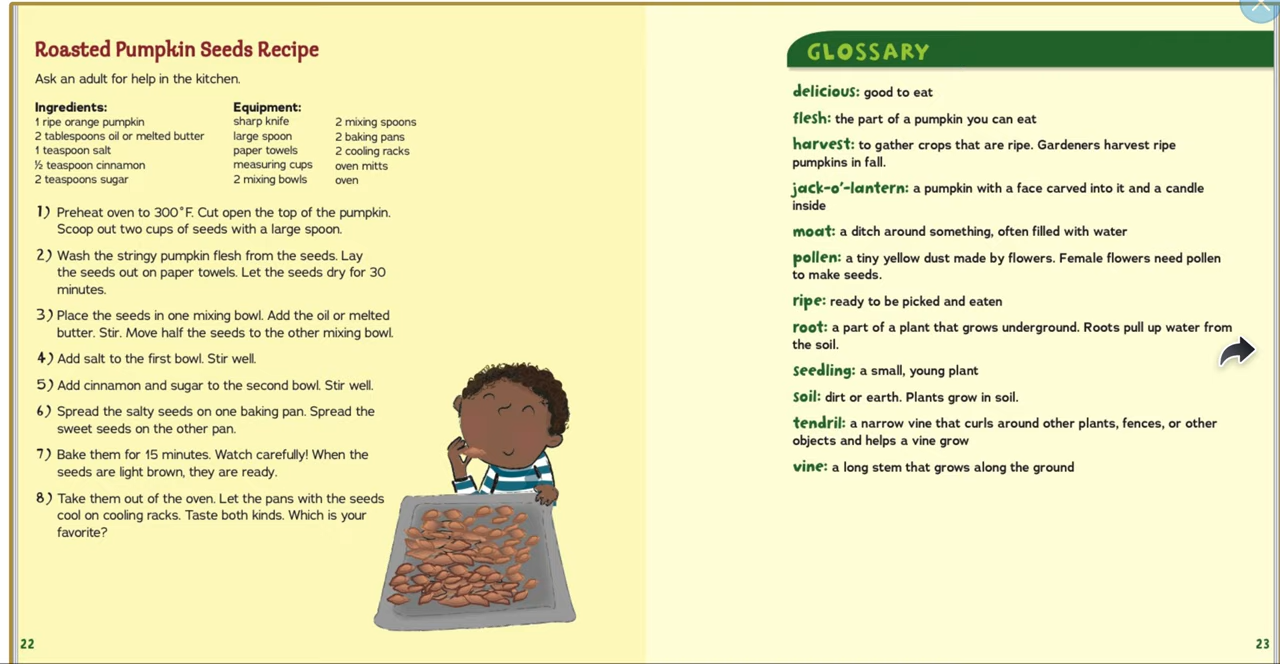 Roasted Pumpkin Seeds Recipe
Ask an adult for help in the kitchen.
Ingredients:
1 ripe orange pumpkin
2 tablespoons oil or melted butter
1 teaspoon salt
½ teaspoon cinnamon
2 teaspoons sugar
Equipment:
sharp knife
large spoon
paper towels
measuring cups
2 mixing bowls
2 mixing spoons
2 baking pans
2 cooling racks
oven mitts
oven
1) Preheat oven to 300°F. Cut open the top of the pumpkin.
Scoop out two cups of seeds with a large spoon.
2) Wash the stringy pumpkin flesh from the seeds. Lay
the seeds out on paper towels. Let the seeds dry for 30
minutes.
3) Place the seeds in one mixing bowl. Add the oil or melted
butter. Stir. Move half the seeds to the other mixing bowl.
4) Add salt to the first bowl. Stir well.
5) Add cinnamon and sugar to the second bowl. Stir well.
6) Spread the salty seeds on one baking pan. Spread the
sweet seeds on the other pan.
7) Bake them for 15 minutes. Watch carefully! When the
seeds are light brown, they are ready.
8) Take them out of the oven. Let the pans with the seeds
cool on cooling racks. Taste both kinds. Which is your
favorite?
22
GLOSSARY
delicious: good to eat
flesh: the part of a pumpkin you can eat
harvest: to gather crops that are ripe. Gardeners harvest ripe
pumpkins in fall.
jack-o'-lantern: a pumpkin with a face carved into it and a candle
inside
moat: a ditch around something, often filled with water
pollen: a tiny yellow dust made by flowers. Female flowers need pollen
to make seeds.
ripe: ready to be picked and eaten
root: a part of a plant that grows underground. Roots pull up water from
the soil.
seedling: a small, young plant
soil: dirt or earth. Plants grow in soil.
tendril: a narrow vine that curls around other plants, fences, or other
objects and helps a vine grow
vine: a long stem that grows along the ground
23